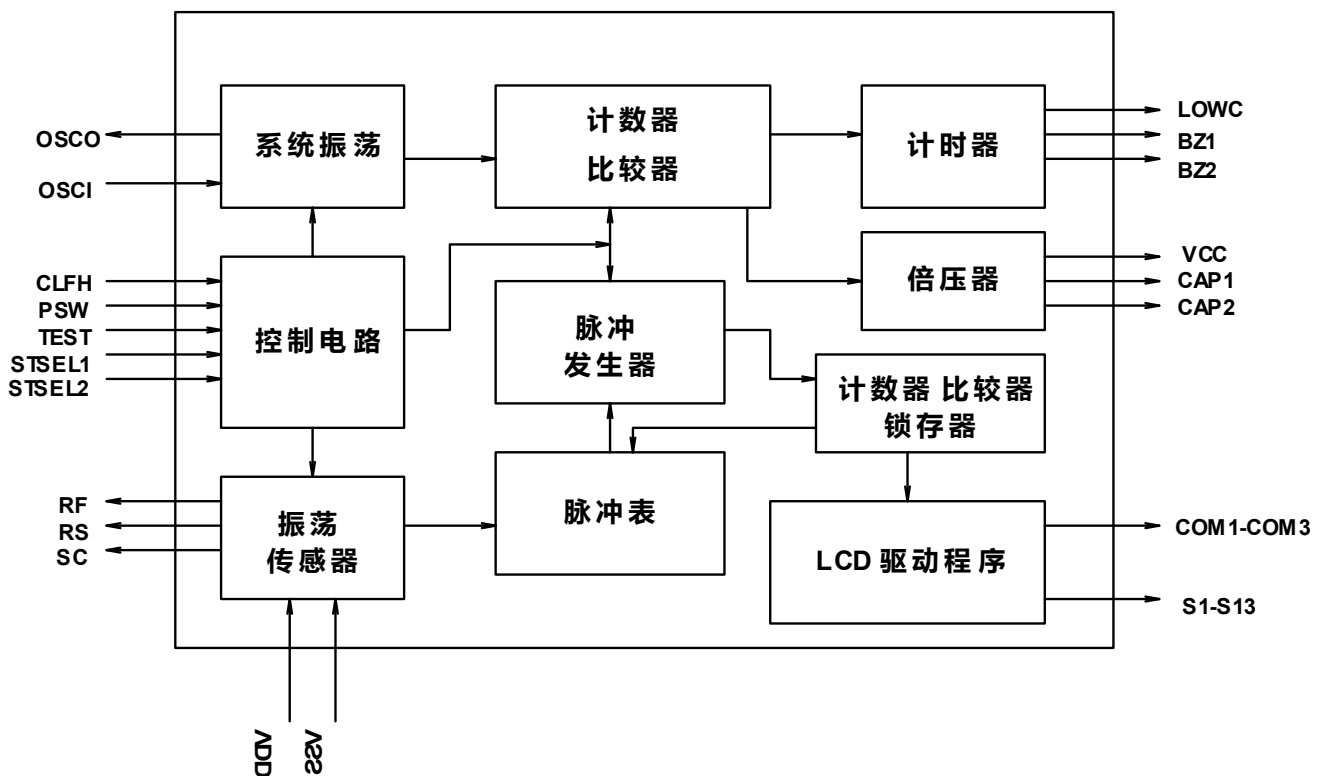 OSCO
OSCI
CLFH
PSW
TEST
STSEL1
STSEL2
RF
RS
SC
系统振荡
控制电路
振荡
传感器
计数器
比较器
脉冲
发生器
脉冲表
计时器
倍压器
计数器 比较器
锁存器
LCD 驱动程序
LOWC
BZ1
BZ2
VCC
CAP1
CAP2
COM1-COM3
S1-S13
VDD
VSS